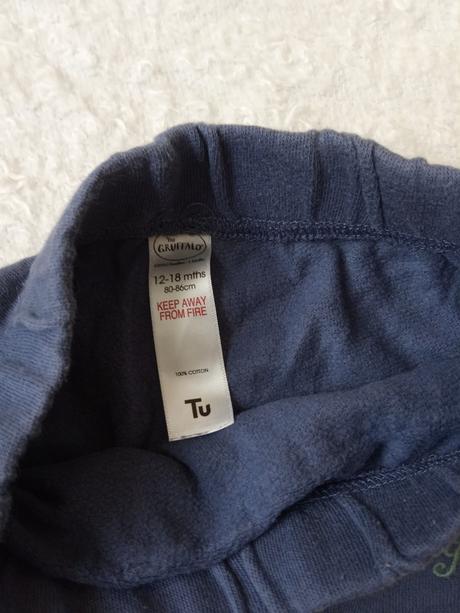 THE
GRUFFALO
12-18 mths
80-86cm
KEEP AWAY
FROM FIRE
100% COTTON
Tu